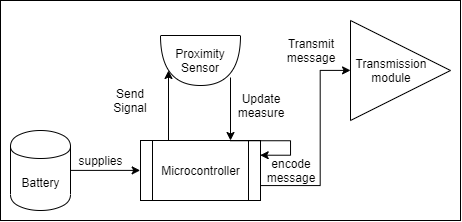 Proximity
Sensor
Transmit
message
Transmission
module
Send
Signal
Update
measure
supplies
Battery
Microcontroller
encode
message